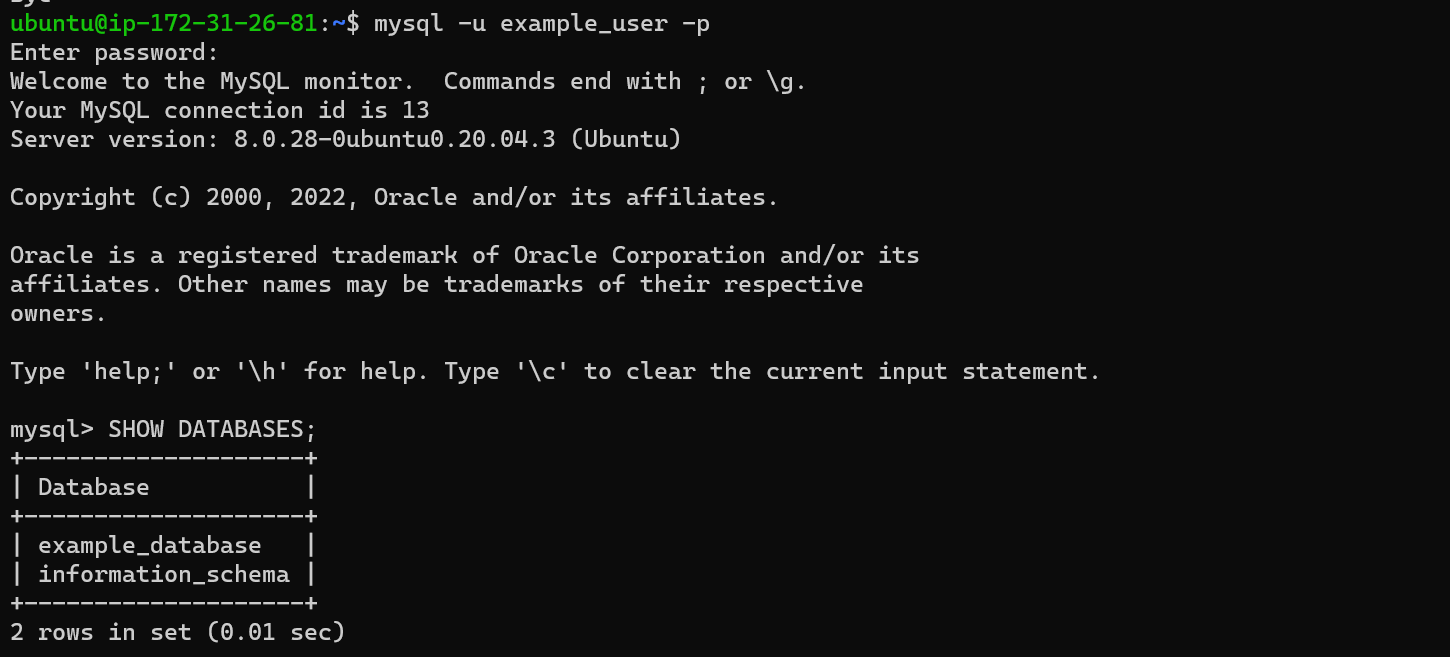 ubuntu@ip-172-31-26-81:~$ mysql -u example_user -p
Enter password:
Welcome to the MySQL monitor.  Commands end with ; or \g.
Your MySQL connection id is 13
Server version: 8.0.28-0ubuntu0.20.04.3 (Ubuntu)

Copyright (c) 2000, 2022, Oracle and/or its affiliates.

Oracle is a registered trademark of Oracle Corporation and/or its
affiliates. Other names may be trademarks of their respective
owners.

Type 'help;' or '\h' for help. Type '\c' to clear the current input statement.

mysql> SHOW DATABASES;
+--------------------+
| Database           |
+--------------------+
| example_database   |
| information_schema |
+--------------------+
2 rows in set (0.01 sec)